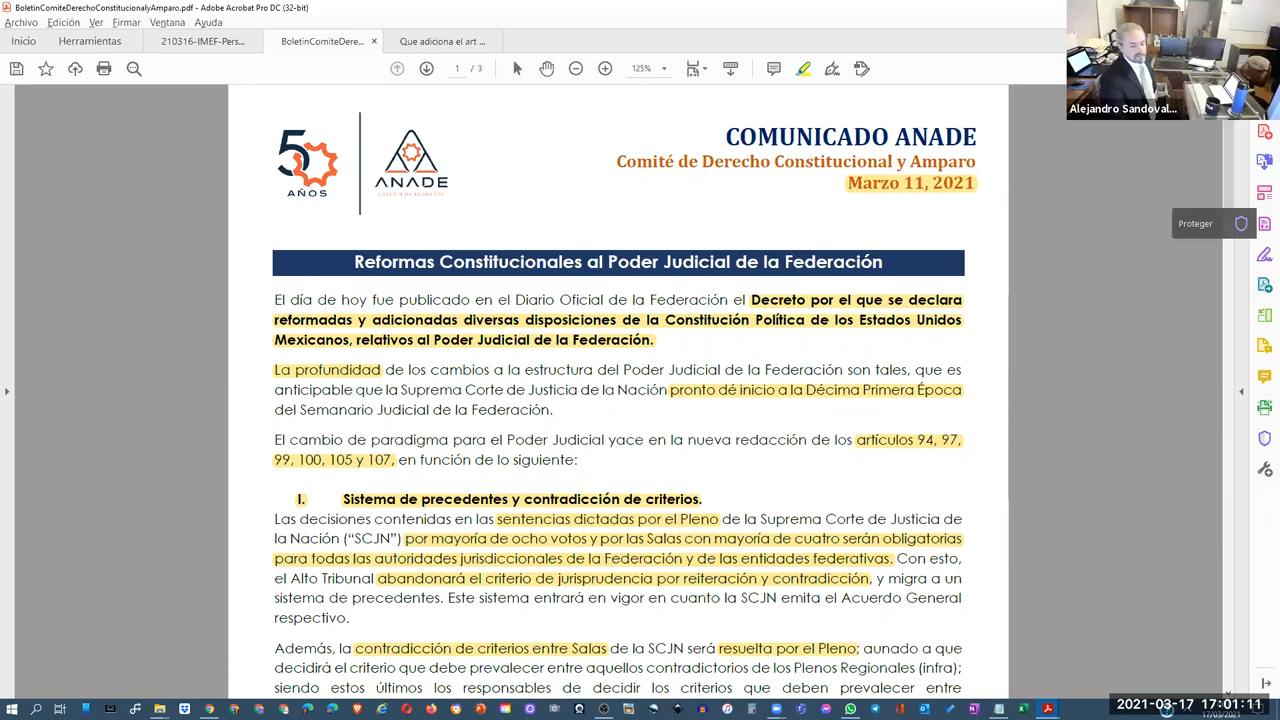 BoletinComiteDerechoConstitucionalyAmparo.pdf - Adobe Acrobat Pro DC (32-bit)
Archivo Edición Ver Firmar Ventana Ayuda
Inicio Herramientas 210316-IMEF-Pers... BoletinComiteDere... × Que adiciona el art ...
1 / 3 125%
Alejandro Sandoval...
Proteger
5 AÑOS
ANADE
COLEGIO DE ABOGADOS
COMUNICADO ANADE
Comité de Derecho Constitucional y Amparo
Marzo 11, 2021
Reformas Constitucionales al Poder Judicial de la Federación
El día de hoy fue publicado en el Diario Oficial de la Federación el Decreto por el que se declara
reformadas y adicionadas diversas disposiciones de la Constitución Política de los Estados Unidos
Mexicanos, relativos al Poder Judicial de la Federación.
La profundidad de los cambios a la estructura del Poder Judicial de la Federación son tales, que es
anticipable que la Suprema Corte de Justicia de la Nación pronto dé inicio a la Décima Primera Época
del Semanario Judicial de la Federación.
El cambio de paradigma para el Poder Judicial yace en la nueva redacción de los artículos 94, 97,
99, 100, 105 y 107, en función de lo siguiente:
I. Sistema de precedentes y contradicción de criterios.
Las decisiones contenidas en las sentencias dictadas por el Pleno de la Suprema Corte de Justicia de
la Nación (“SCJN”) por mayoría de ocho votos y por las Salas con mayoría de cuatro serán obligatorias
para todas las autoridades jurisdiccionales de la Federación y de las entidades federativas. Con esto,
el Alto Tribunal abandonará el criterio de jurisprudencia por reiteración y contradicción, y migra a un
sistema de precedentes. Este sistema entrará en vigor en cuanto la SCJN emita el Acuerdo General
respectivo.
Además, la contradicción de criterios entre Salas de la SCJN será resuelta por el Pleno; aunado a que
decidirá el criterio que debe prevalecer entre aquellos contradictorios de los Plenos Regionales (infra);
siendo estos últimos los responsables de decidir los criterios que deben prevalecer entre
2021-03-17 17:01:11
17/03/2021